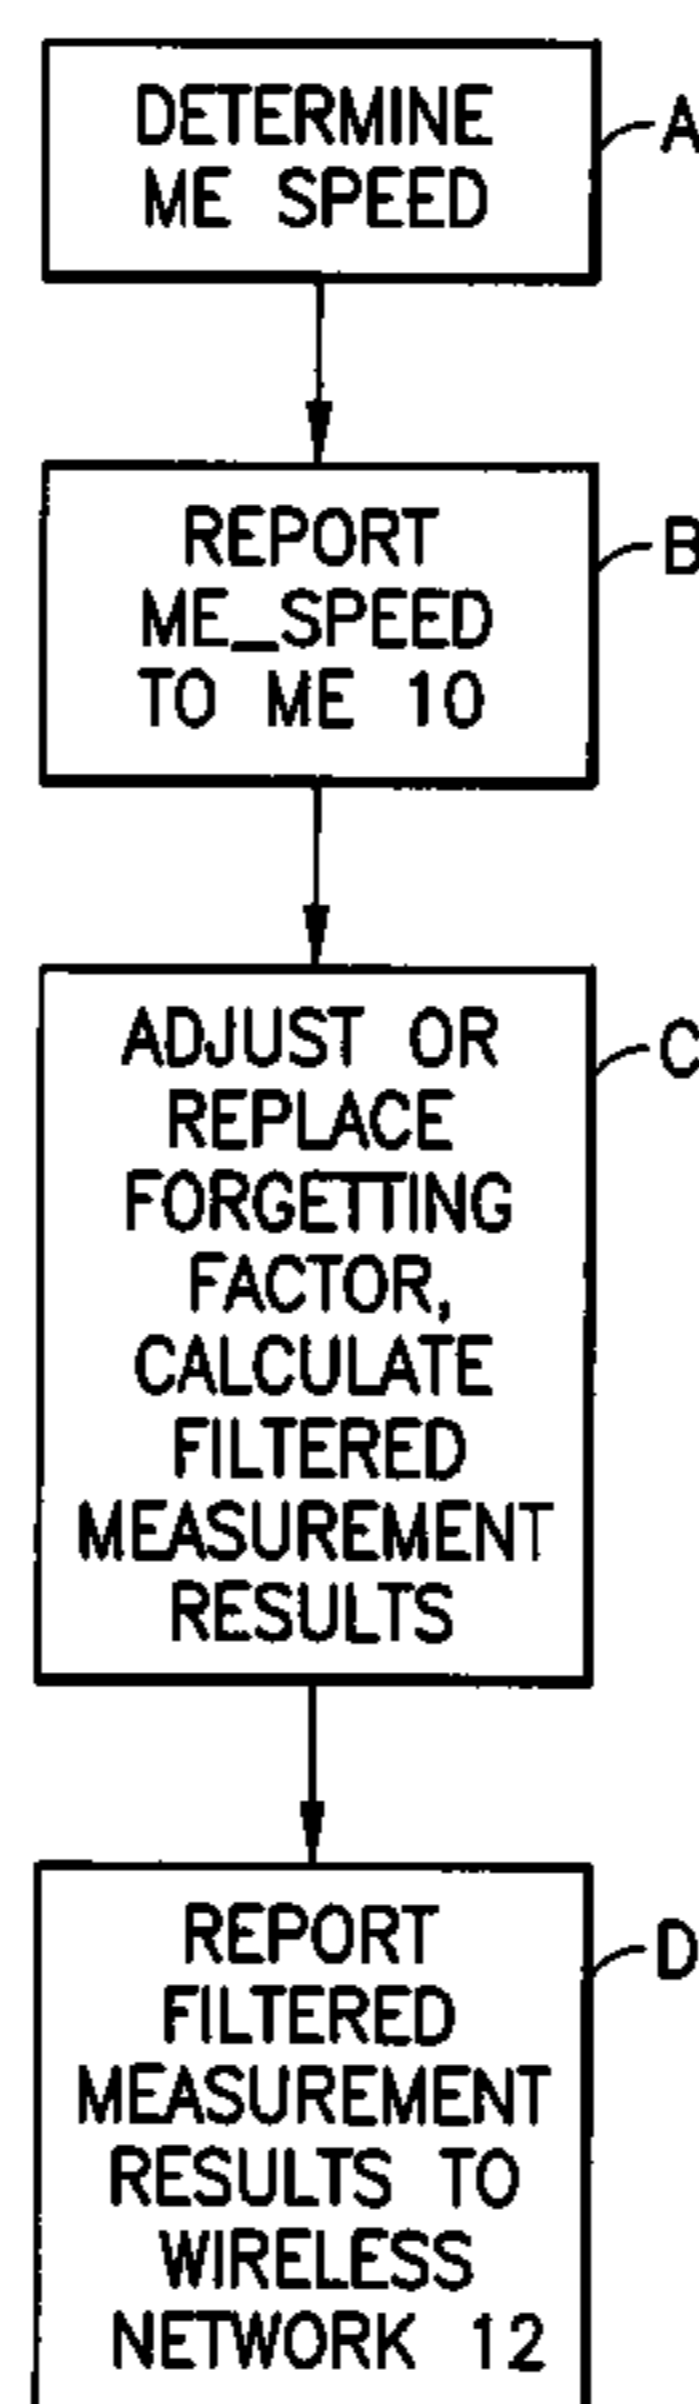 DETERMINE
ME SPEED
A
REPORT
ME_SPEED
TO ME 10
B
ADJUST OR
REPLACE
FORGETTING
FACTOR,
CALCULATE
FILTERED
MEASUREMENT
RESULTS
C
REPORT
FILTERED
MEASUREMENT
RESULTS TO
WIRELESS
NETWORK 12
D